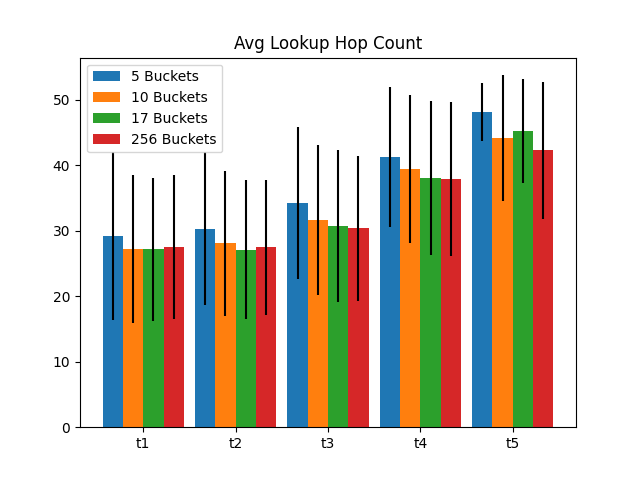 Avg Lookup Hop Count
5 Buckets
10 Buckets
17 Buckets
256 Buckets
50
40
30
20
10
0
t1 t2 t3 t4 t5